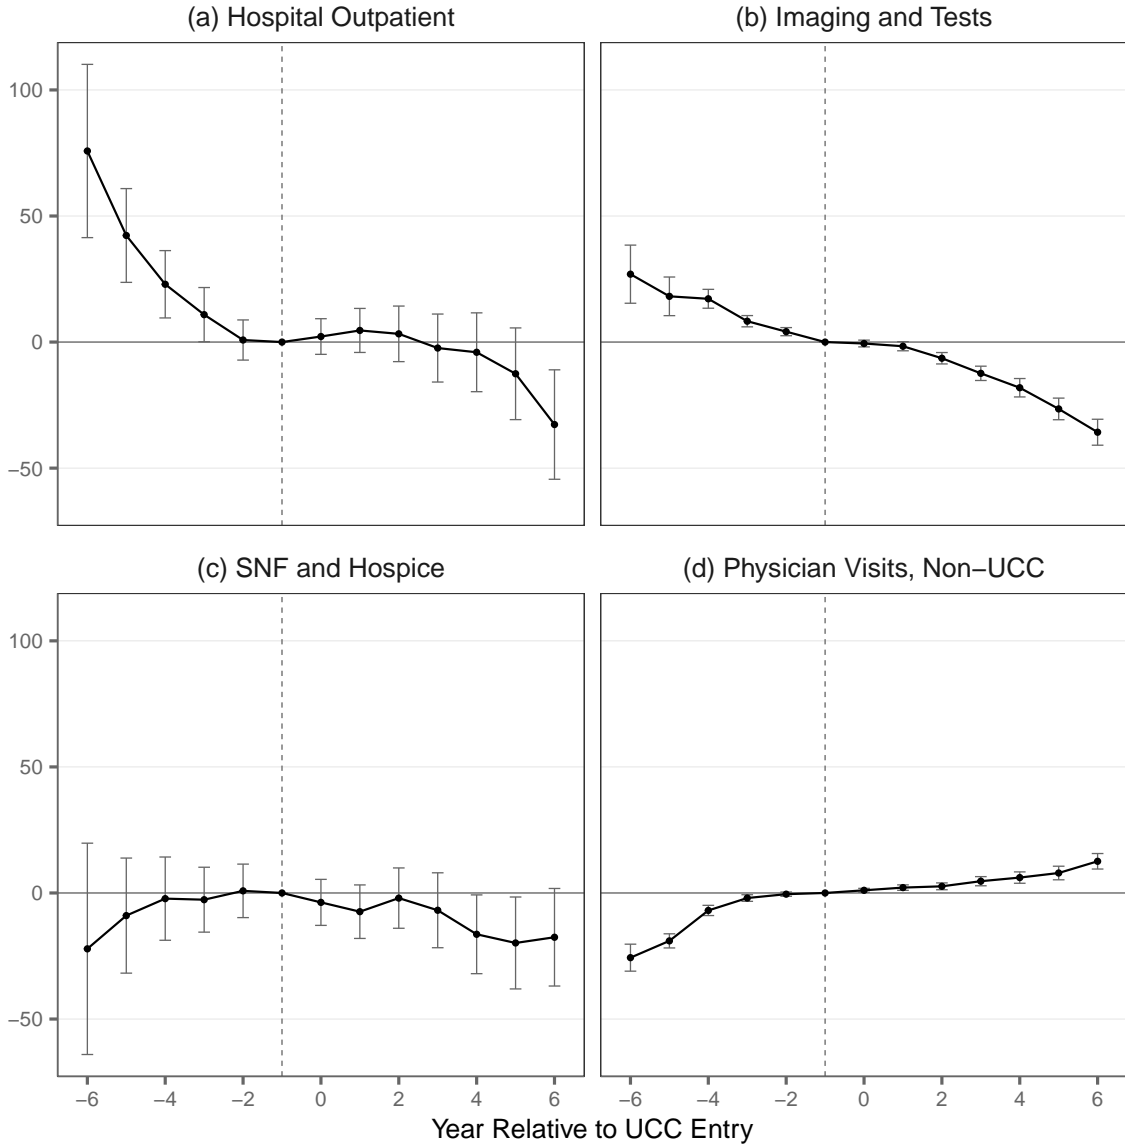 (a) Hospital Outpatient
(b) Imaging and Tests
100
50
0
−50
(c) SNF and Hospice
(d) Physician Visits, Non−UCC
100
50
0
−50
−6 −4 −2 0 2 4 6
−6 −4 −2 0 2 4 6
Year Relative to UCC Entry